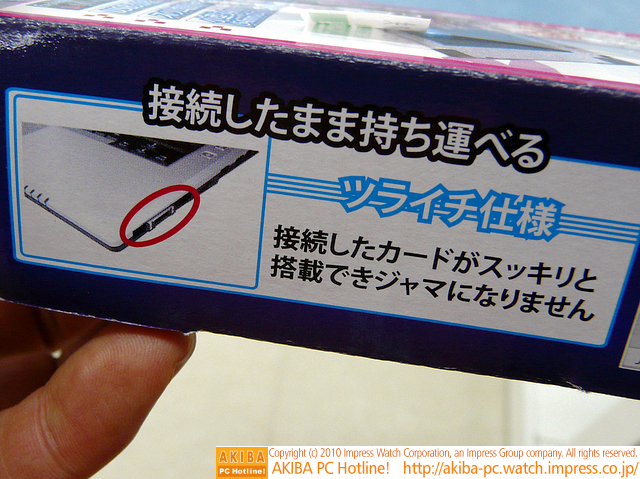 接続したまま持ち運べる
ツライチ仕様
接続したカードがスッキリと
搭載できジャマになりません
AKIBA
PC Hotline!
Copyright (c) 2010 Impress Watch Corporation, an Impress Group company. All rights reserved.
AKIBA PC Hotline! http://akiba-pc.watch.impress.co.jp/